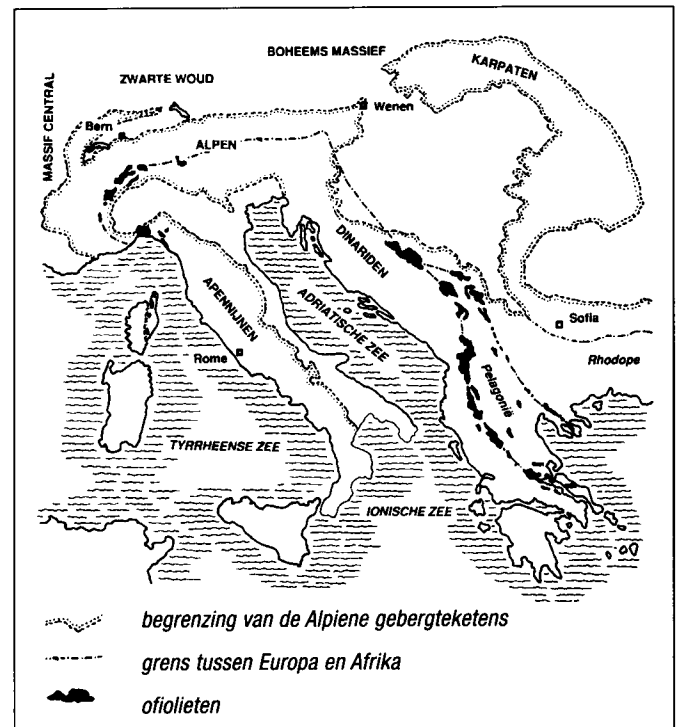 BOHEEMS MASSIEF
KARPATEN
ZWARTE WOUD
MASSIF CENTRAL
Wenen
Bern
ALPEN
DINARIDEN
APENNIJNEN
ADRIATISCHE ZEE
Sofia
Rome
Rhodope
Pelagonië
TYRRHEENSE ZEE
IONISCHE ZEE
begrenzing van de Alpiene gebergteketens
grens tussen Europa en Afrika
ofiolieten